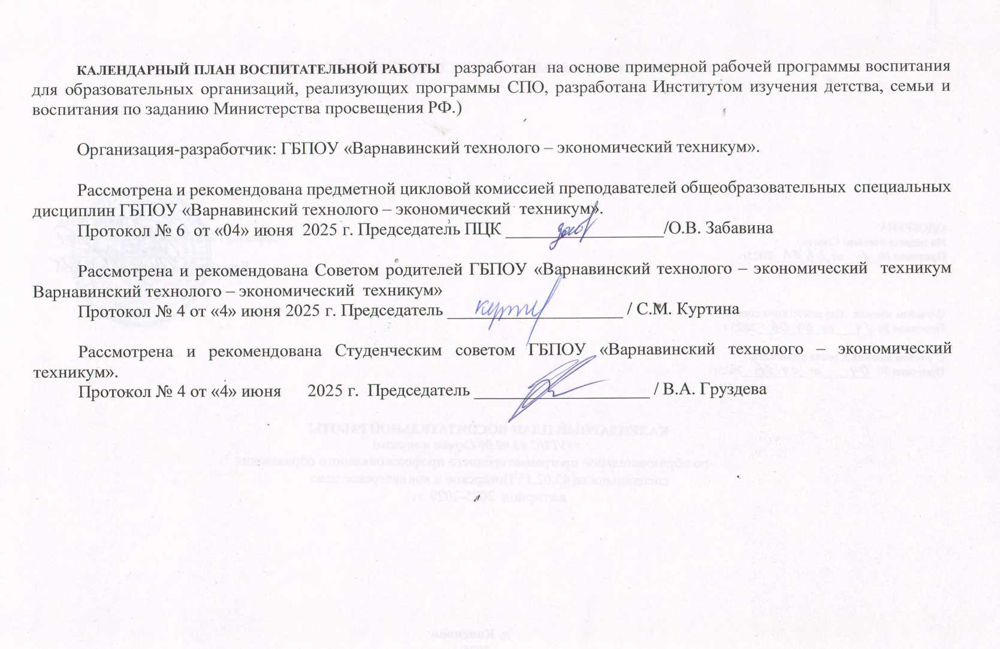 КАЛЕНДАРНЫЙ ПЛАН ВОСПИТАТЕЛЬНОЙ РАБОТЫ разработан на основе примерной рабочей программы воспитания
для образовательных организаций, реализующих программы СПО, разработана Институтом изучения детства, семьи и
воспитания по заданию Министерства просвещения РФ.)
Организация-разработчик: ГБПОУ «Варнавинский технолого – экономический техникум».
Рассмотрена и рекомендована предметной цикловой комиссией преподавателей общеобразовательных специальных
дисциплин ГБПОУ «Варнавинский технолого – экономический техникум».
Протокол № 6 от «04» июня 2025 г. Председатель ПЦК ___________________/О.В. Забавина
Рассмотрена и рекомендована Советом родителей ГБПОУ «Варнавинский технолого – экономический техникум
Варнавинский технолого – экономический техникум»
Протокол № 4 от «4» июня 2025 г. Председатель _____________________ / С.М. Куртина
Рассмотрена и рекомендована Студенческим советом ГБПОУ «Варнавинский технолого – экономический
техникум».
Протокол № 4 от «4» июня 2025 г. Председатель _____________________ / В.А. Груздева